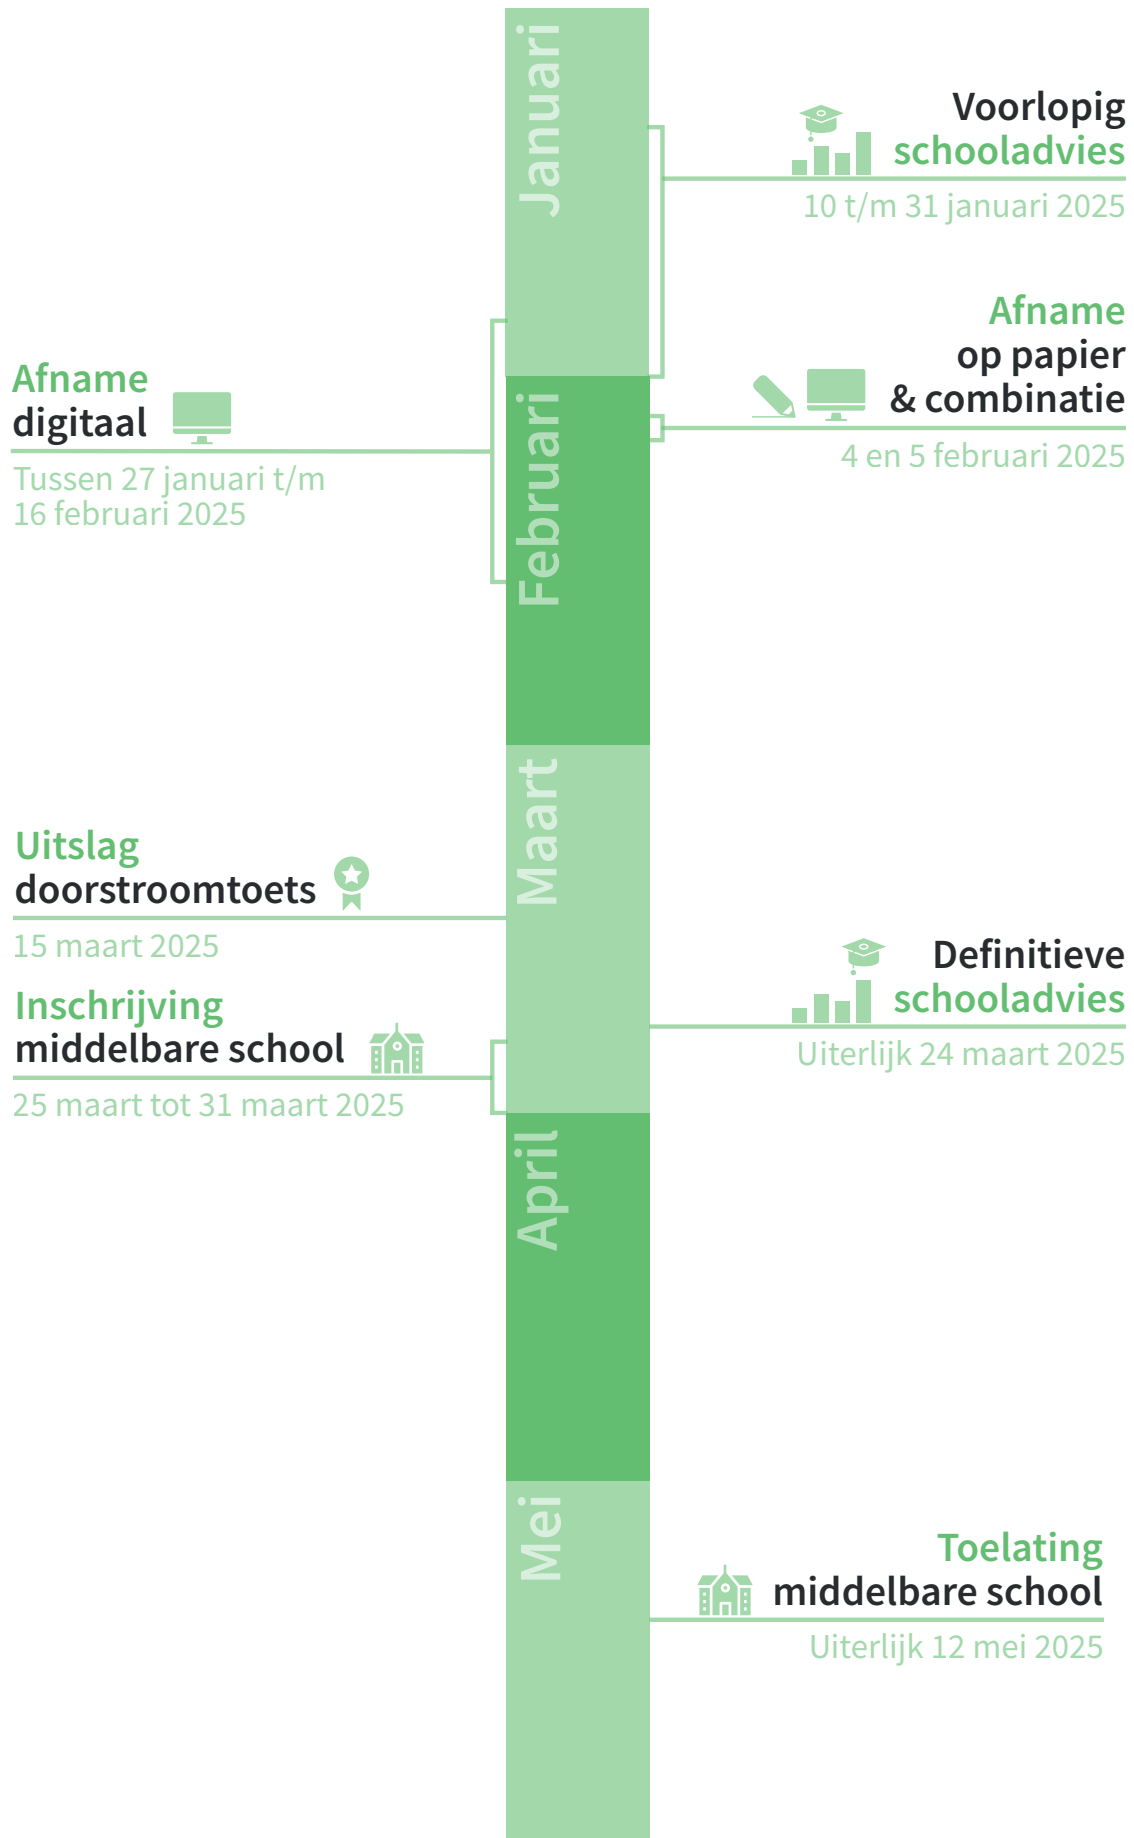 Januari
Voorlopig
schooladvies
10 t/m 31 januari 2025
Afname
op papier
& combinatie
4 en 5 februari 2025
Afname
digitaal
Tussen 27 januari t/m
16 februari 2025
Februari
Maart
Uitslag
doorstroomtoets
15 maart 2025
Definitieve
schooladvies
Uiterlijk 24 maart 2025
Inschrijving
middelbare school
25 maart tot 31 maart 2025
April
Mei
Toelating
middelbare school
Uiterlijk 12 mei 2025